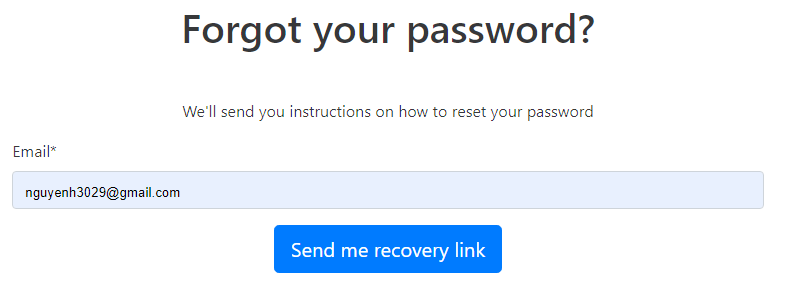 Forgot your password?
We'll send you instructions on how to reset your password
Email*
nguyenh3029@gmail.com
Send me recovery link